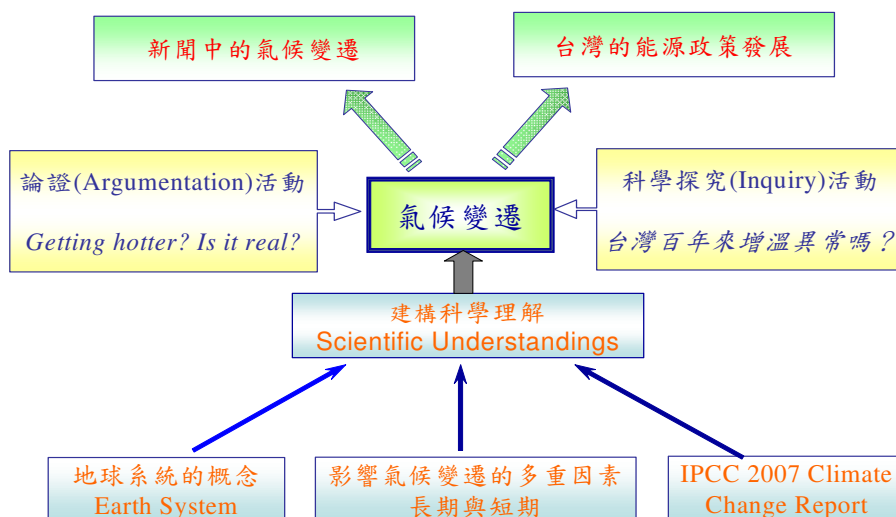 新聞中的氣候變遷
台灣的能源政策發展
論證(Argumentation)活動
Getting hotter? Is it real?
氣候變遷
科學探究(Inquiry)活動
台灣百年來增溫異常嗎？
建構科學理解
Scientific Understandings
地球系統的概念
Earth System
影響氣候變遷的多重因素
長期與短期
IPCC 2007 Climate
Change Report